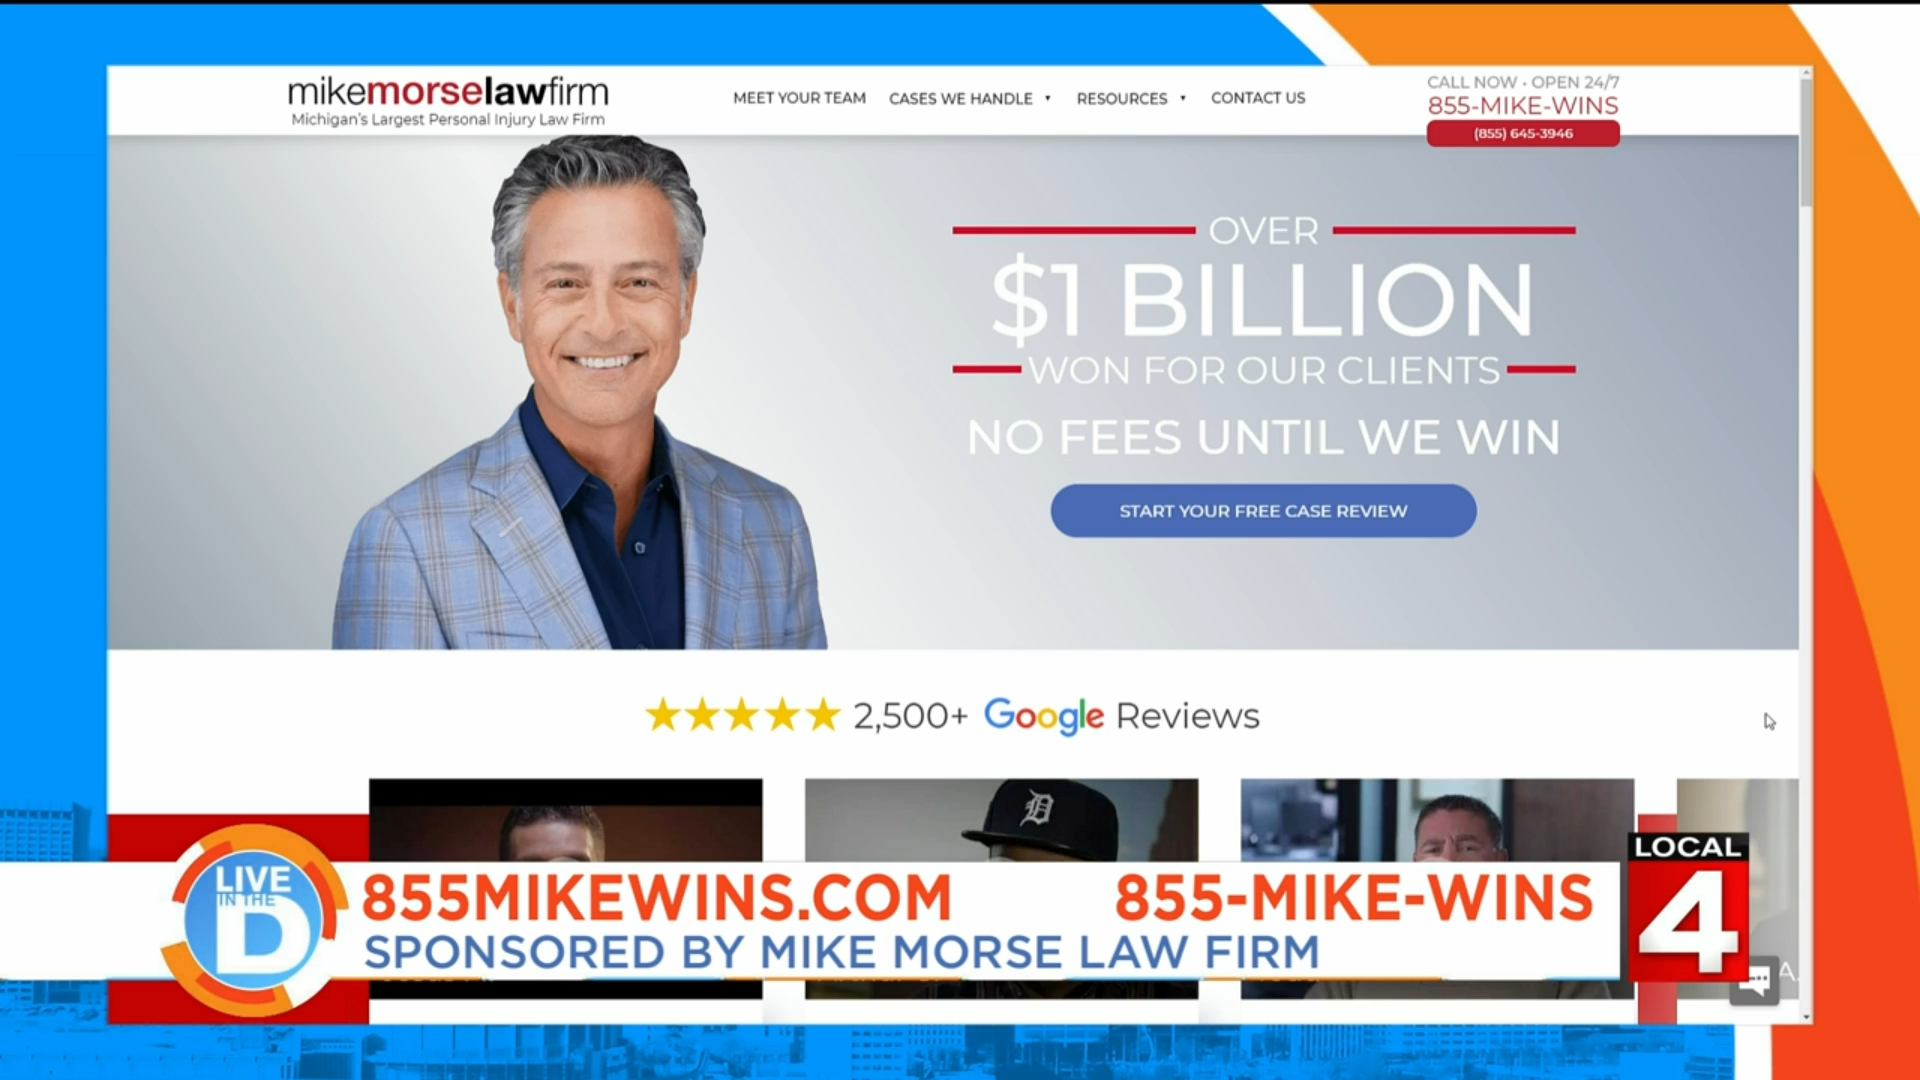 mikemorselawfirm
Michigan's Largest Personal Injury Law Firm
MEET YOUR TEAM
CASES WE HANDLE
RESOURCES
CONTACT US
CALL NOW • OPEN 24/7
855-MIKE-WINS
(855) 645-3946
OVER
$1 BILLION
WON FOR OUR CLIENTS
NO FEES UNTIL WE WIN
START YOUR FREE CASE REVIEW
2,500+ Google Reviews
D
LIVE
IN THE
D
855MIKEWINS.COM
855-MIKE-WINS
SPONSORED BY MIKE MORSE LAW FIRM
LOCAL
4